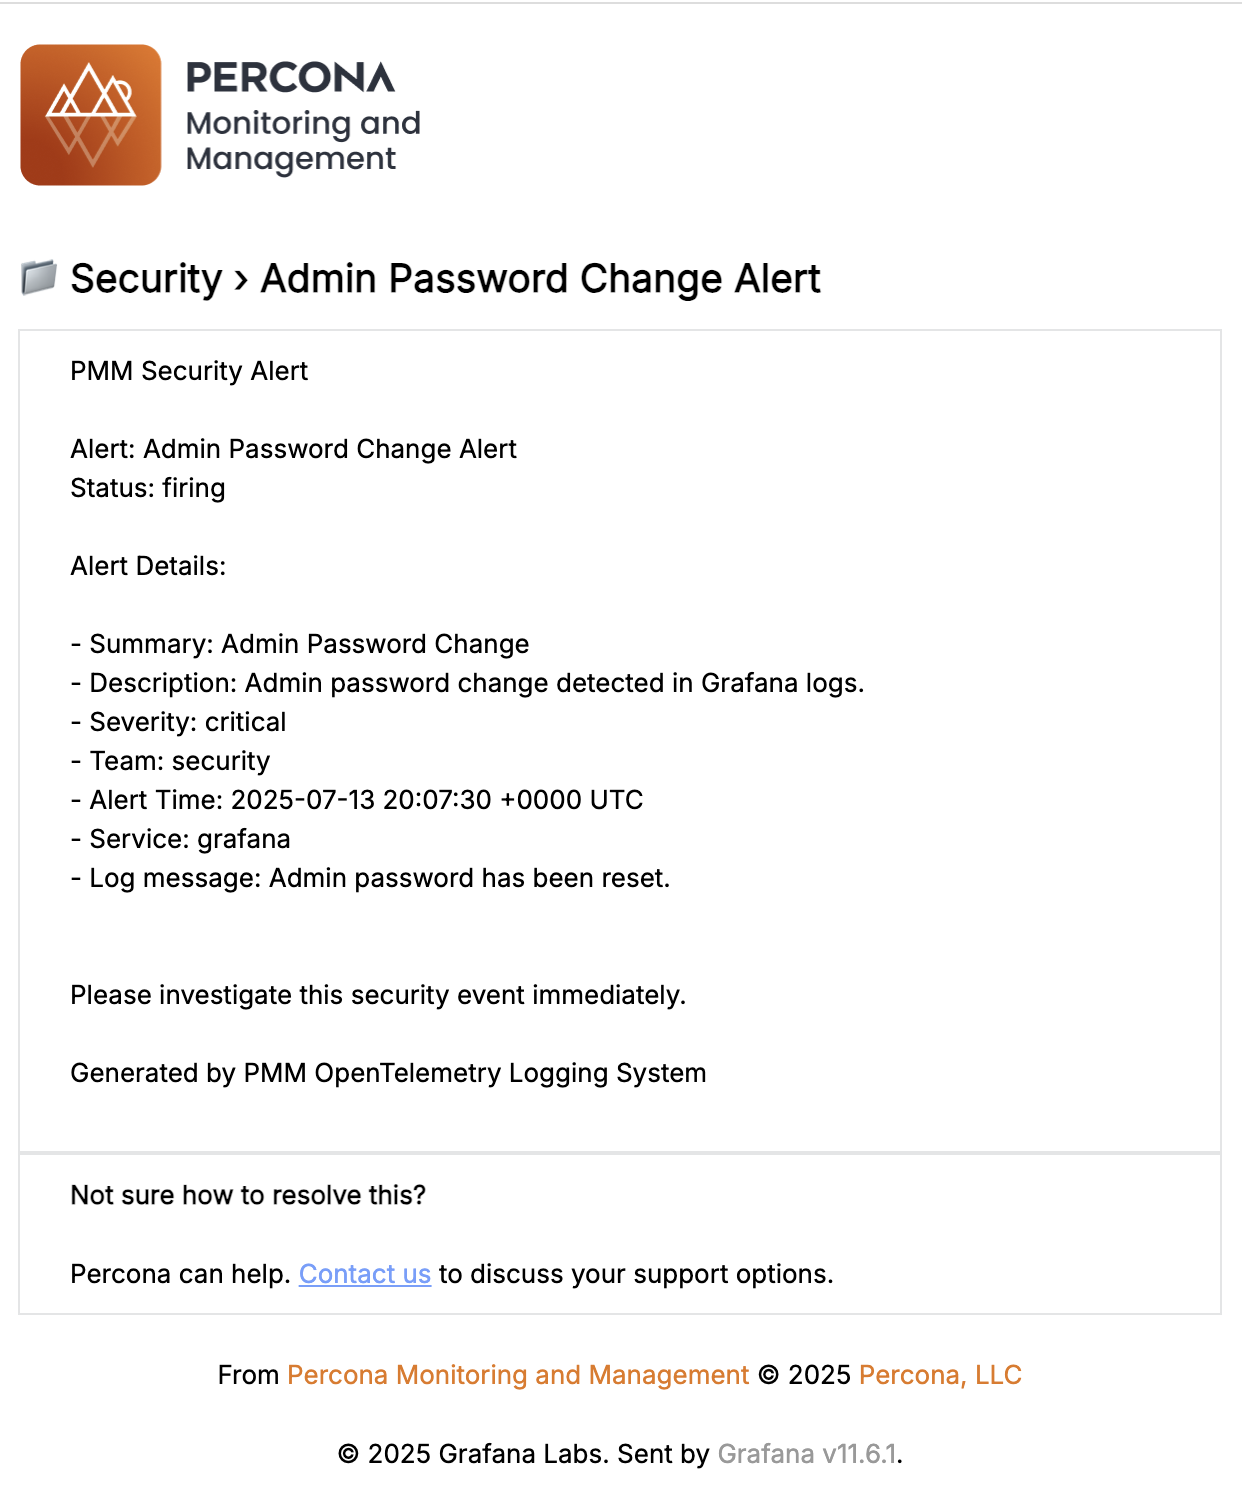 PERCONA
Monitoring and
Management
Security › Admin Password Change Alert
PMM Security Alert
Alert: Admin Password Change Alert
Status: firing
Alert Details:
- Summary: Admin Password Change
- Description: Admin password change detected in Grafana logs.
- Severity: critical
- Team: security
- Alert Time: 2025-07-13 20:07:30 +0000 UTC
- Service: grafana
- Log message: Admin password has been reset.
Please investigate this security event immediately.
Generated by PMM OpenTelemetry Logging System
Not sure how to resolve this?
Percona can help. Contact us to discuss your support options.
From Percona Monitoring and Management © 2025 Percona, LLC
© 2025 Grafana Labs. Sent by Grafana v11.6.1.